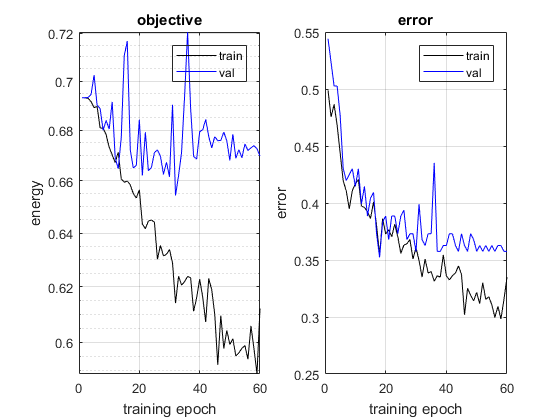 objective
0.72
0.7
0.68
0.66
0.64
0.62
0.6
energy
0
20
40
60
training epoch
train
val
error
0.55
0.5
0.45
0.4
0.35
0.3
0.25
error
0
20
40
60
training epoch
train
val